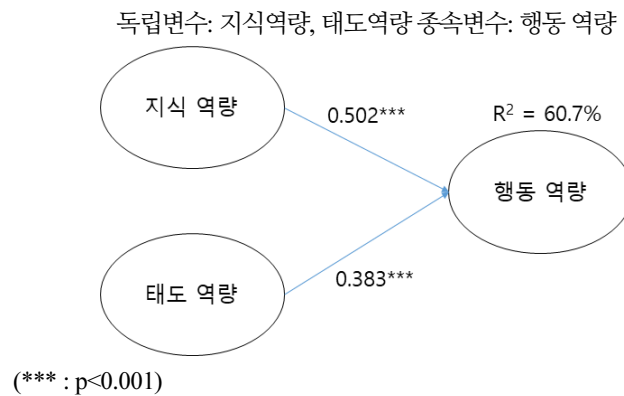 독립변수: 지식역량, 태도역량 종속변수: 행동 역량
지식 역량
0.502***
R² = 60.7%
행동 역량
0.383***
태도 역량
(*** : p<0.001)